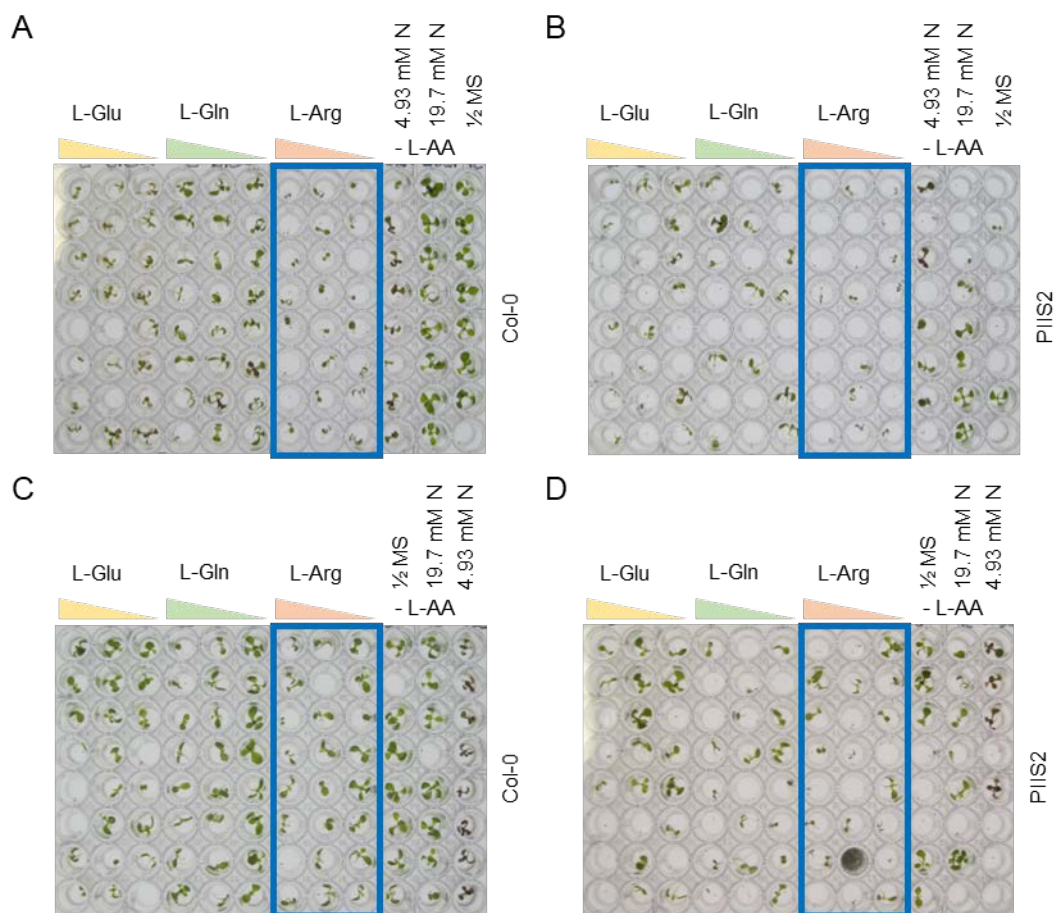 A
L-Glu
L-Gln
L-Arg
4.93 mM N
19.7 mM N
½ MS
- L-AA
Col-0
B
L-Glu
L-Gln
L-Arg
4.93 mM N
19.7 mM N
½ MS
- L-AA
PIIS2
C
L-Glu
L-Gln
L-Arg
½ MS
19.7 mM N
4.93 mM N
- L-AA
Col-0
D
L-Glu
L-Gln
L-Arg
½ MS
19.7 mM N
4.93 mM N
- L-AA
PIIS2